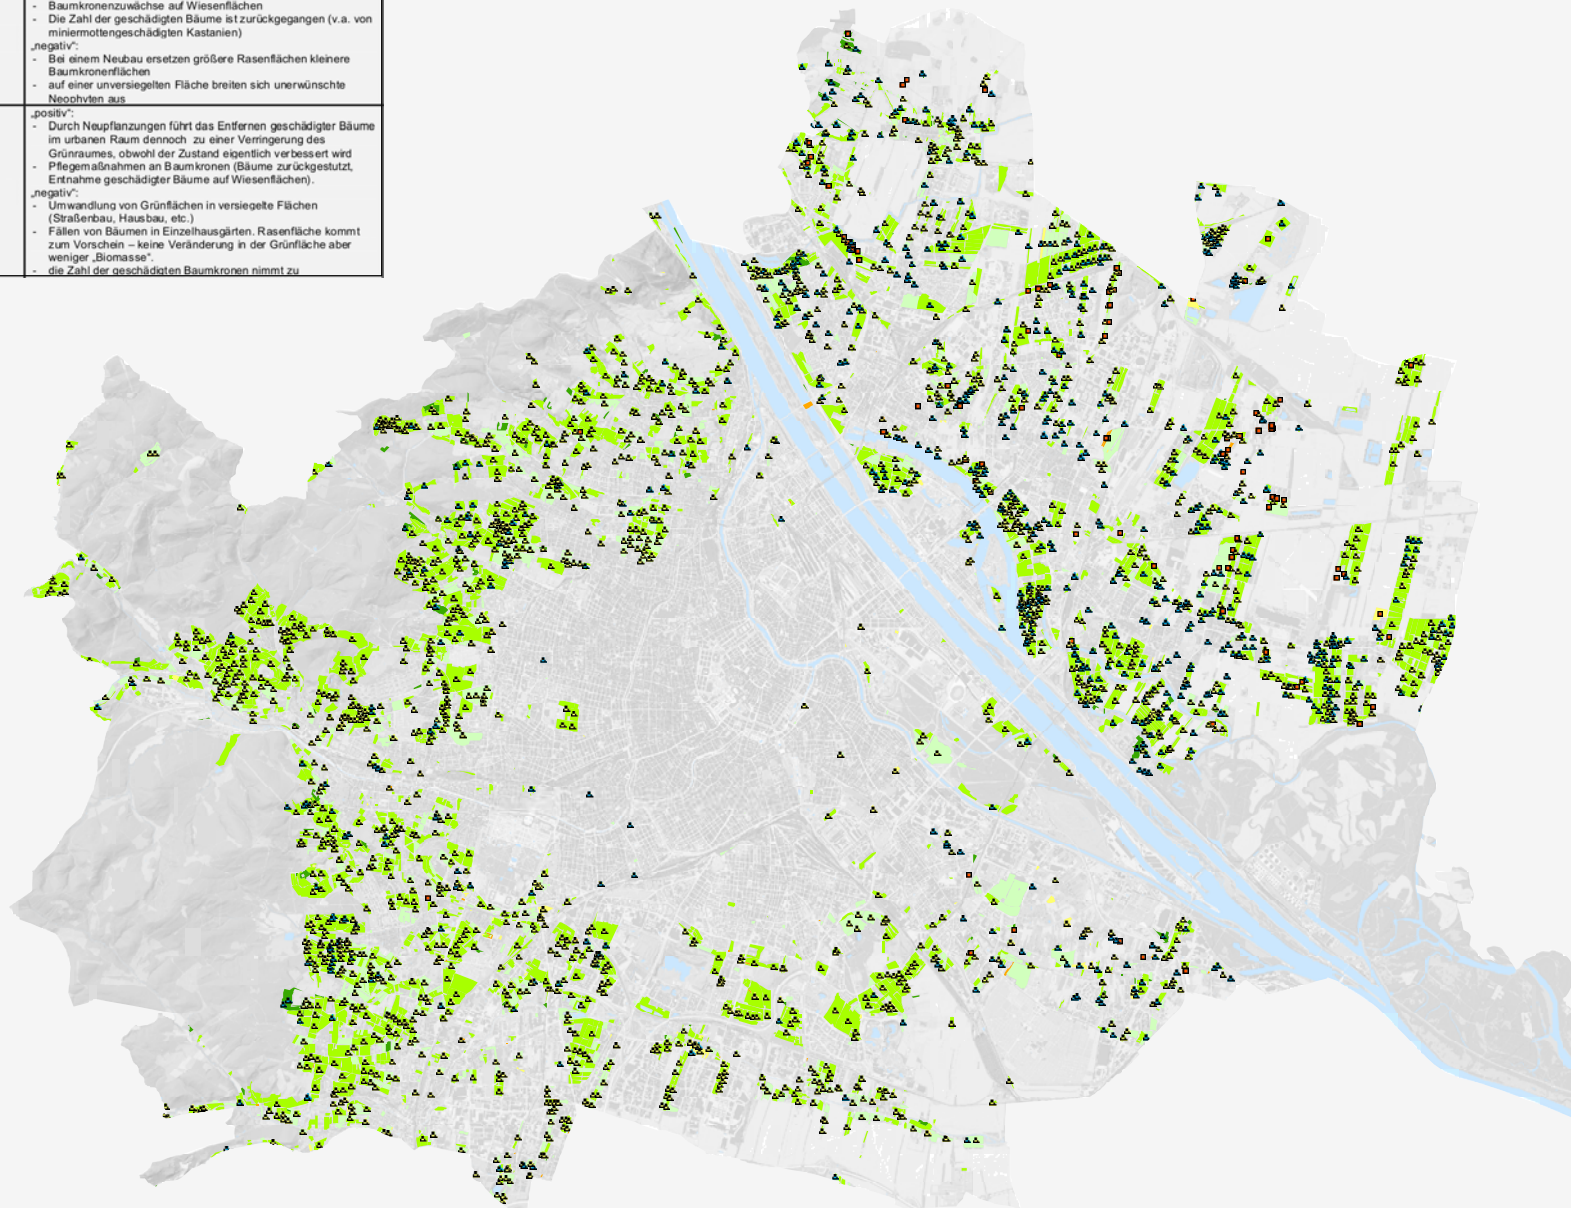 - Baumkronenzuwächse auf Wiesenflächen
- Die Zahl der geschädigten Bäume ist zurückgegangen (v.a. von
miniermottengeschädigten Kastanien)
„negativ“:
- Bei einem Neubau ersetzen größere Rasenflächen kleinere
Baumkronenflächen
- auf einer unversiegelten Fläche breiten sich unerwünschte
Neophyten aus
„positiv“:
- Durch Neupflanzungen führt das Entfernen geschädigter Bäume
im urbanen Raum dennoch zu einer Verringerung des
Grünraumes, obwohl der Zustand eigentlich verbessert wird
- Pflegemaßnahmen an Baumkronen (Bäume zurückgestutzt,
Entnahme geschädigter Bäume auf Wiesenflächen).
„negativ“:
- Umwandlung von Grünflächen in versiegelte Flächen
(Straßenbau, Hausbau, etc.)
- Fällen von Bäumen in Einzelhausgärten. Rasenfläche kommt
zum Vorschein – keine Veränderung in der Grünfläche aber
weniger „Biomasse“.
- die Zahl der geschädigten Baumkronen nimmt zu